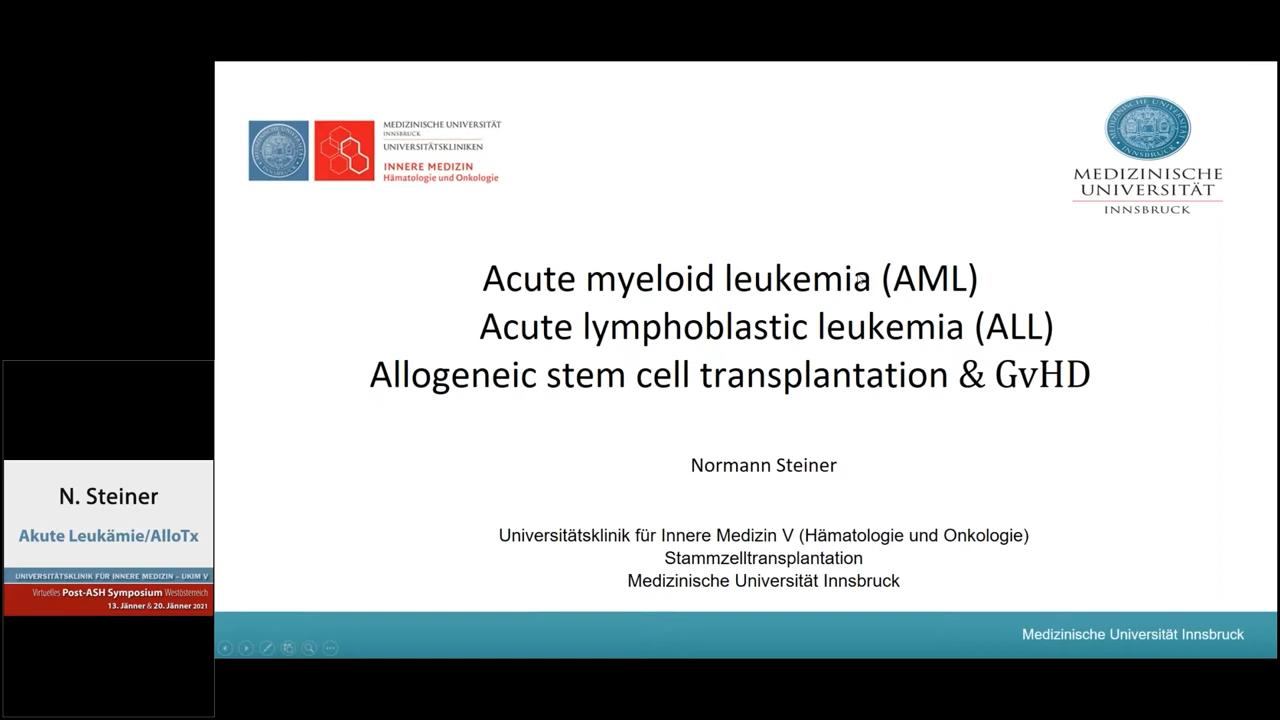 MEDIZINISCHE UNIVERSITÄT
INNSBRUCK
UNIVERSITÄTSKLINIKEN
INNERE MEDIZIN
Hämatologie und Onkologie
MEDIZINISCHE
UNIVERSITÄT
INNSBRUCK
Acute myeloid leukemia (AML)
Acute lymphoblastic leukemia (ALL)
Allogeneic stem cell transplantation & GvHD
Normann Steiner
Universitätsklinik für Innere Medizin V (Hämatologie und Onkologie)
Stammzelltransplantation
Medizinische Universität Innsbruck
Medizinische Universität Innsbruck
N. Steiner
Akute Leukämie/AlloTx
UNIVERSITÄTSKLINIK FÜR INNERE MEDIZIN – UKIM V
Virtuelles Post-ASH Symposium Westösterreich
13. Jänner & 20. Jänner 2021